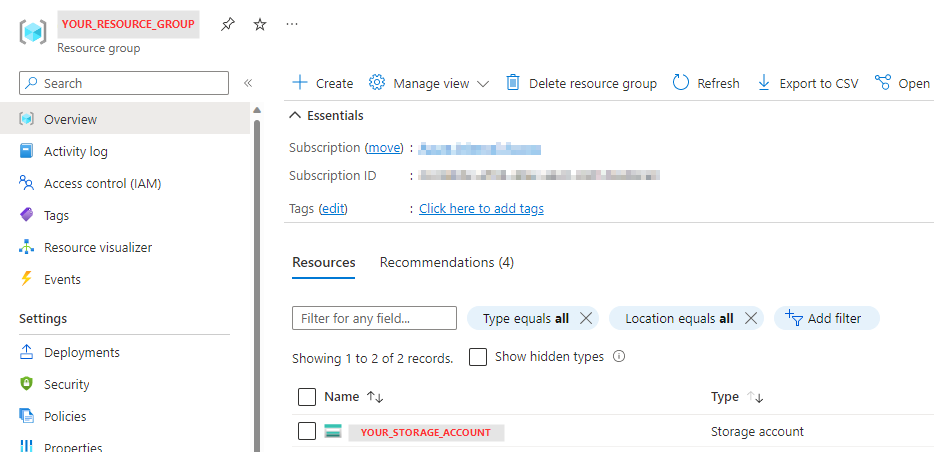 YOUR_RESOURCE_GROUP
Resource group
Search
Overview
Activity log
Access control (IAM)
Tags
Resource visualizer
Events
Settings
Deployments
Security
Policies
Properties
Create Manage view Delete resource group Refresh Export to CSV Open
Essentials
Subscription (move) :
Subscription ID :
Tags (edit) : Click here to add tags
Resources Recommendations (4)
Filter for any field... Type equals all Location equals all Add filter
Showing 1 to 2 of 2 records. Show hidden types
Name Type
YOUR_STORAGE_ACCOUNT Storage account